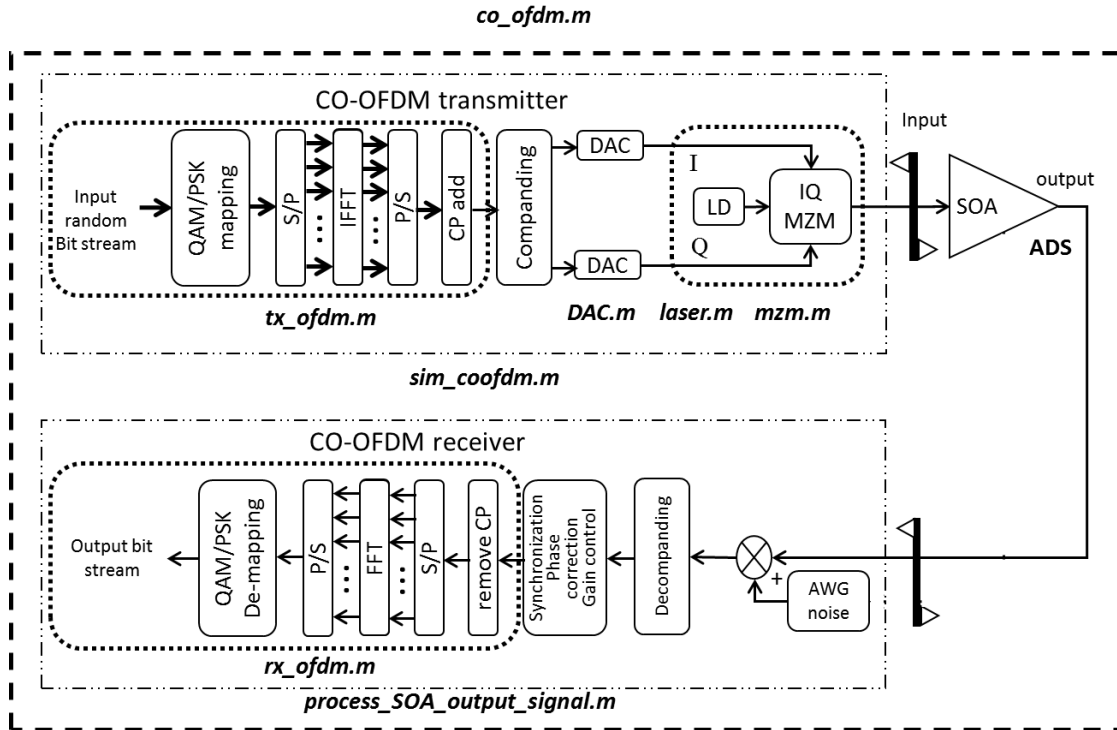 co_ofdm.m
CO-OFDM transmitter
Input
random
Bit stream
QAM/PSK
mapping
S/P
IFFT
P/S
CP add
Companding
DAC
DAC
I
Q
LD
IQ
MZM
Input
SOA
output
ADS
tx_ofdm.m
DAC.m
laser.m
mzm.m
sim_coofdm.m
CO-OFDM receiver
Output bit
stream
QAM/PSK
De-mapping
P/S
FFT
S/P
remove CP
Synchronization
Phase
correction
Gain control
Decompanding
+
AWG
noise
rx_ofdm.m
process_SOA_output_signal.m